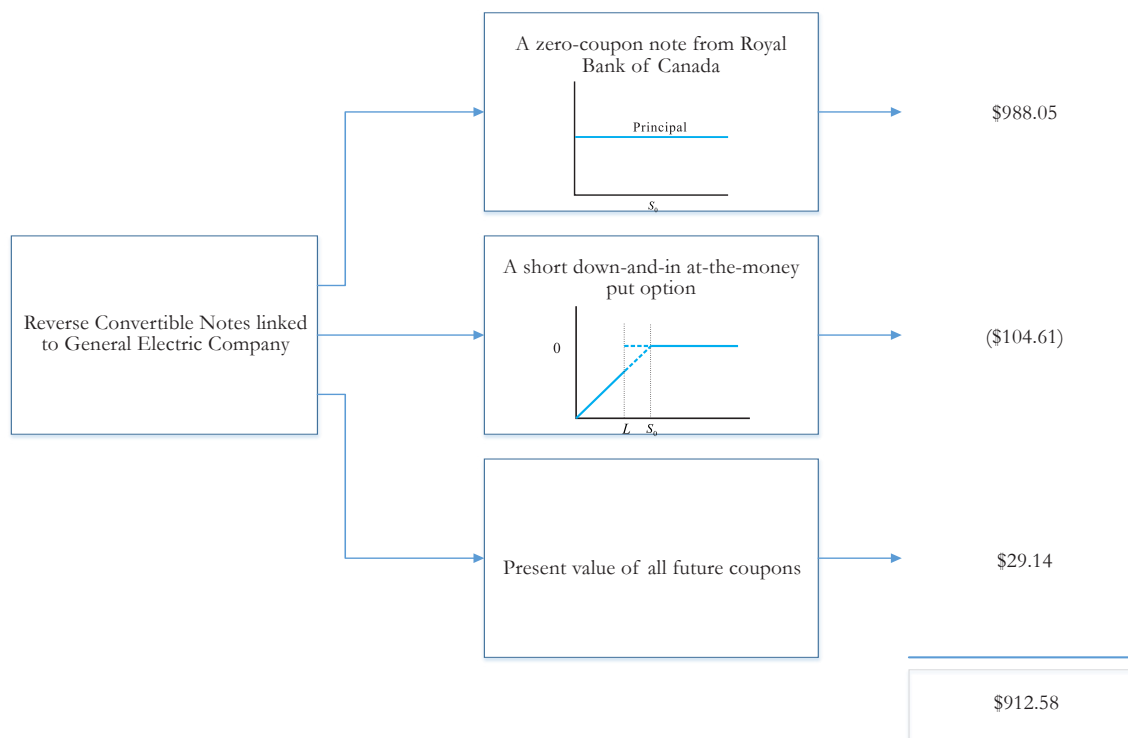 A zero-coupon note from Royal
Bank of Canada
Principal
S₀
$988.05
Reverse Convertible Notes linked
to General Electric Company
A short down-and-in at-the-money
put option
0
L S₀
($104.61)
Present value of all future coupons
$29.14
$912.58